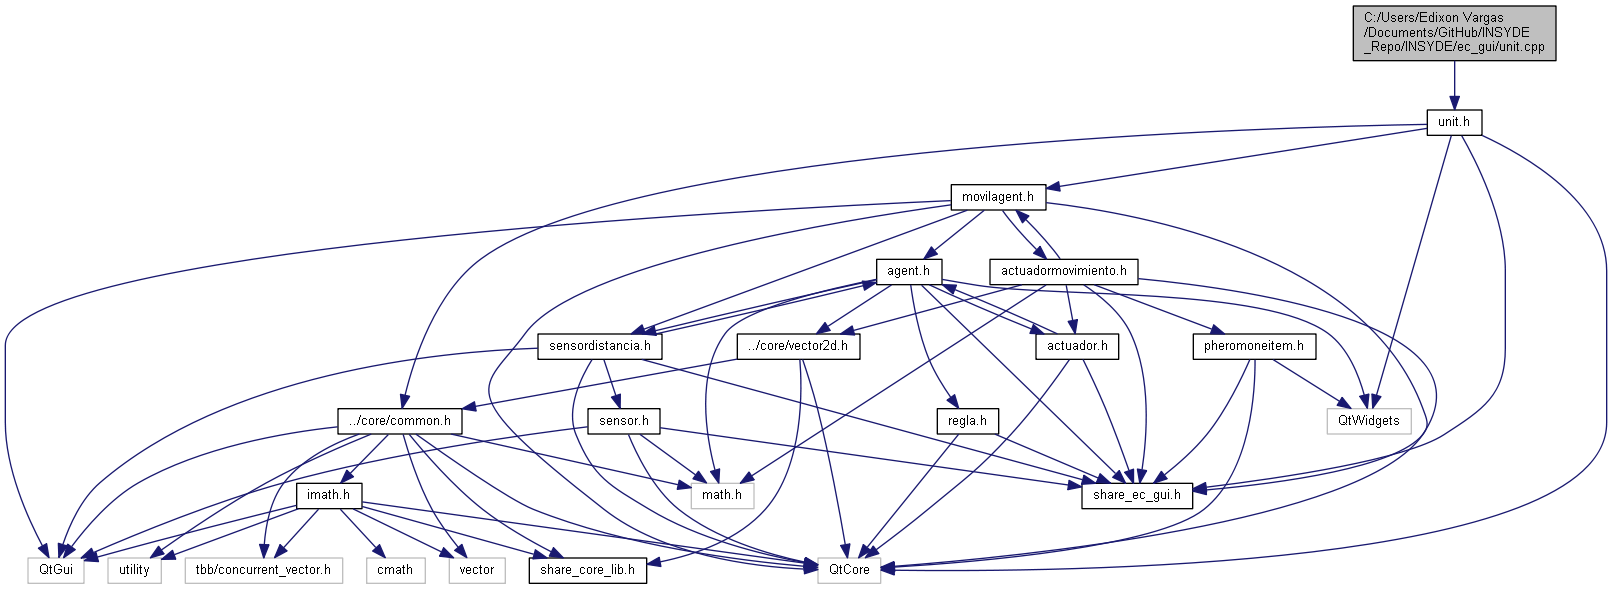 C:/Users/Edixon Vargas
/Documents/GitHub/INSYDE
_Repo/INSYDE/ec_gui/unit.cpp
unit.h
movilagent.h
agent.h
actuadormovimiento.h
sensordistancia.h
../core/vector2d.h
actuador.h
pheromoneitem.h
../core/common.h
sensor.h
regla.h
QtWidgets
imath.h
math.h
share_ec_gui.h
QtGui
utility
tbb/concurrent_vector.h
cmath
vector
share_core_lib.h
QtCore